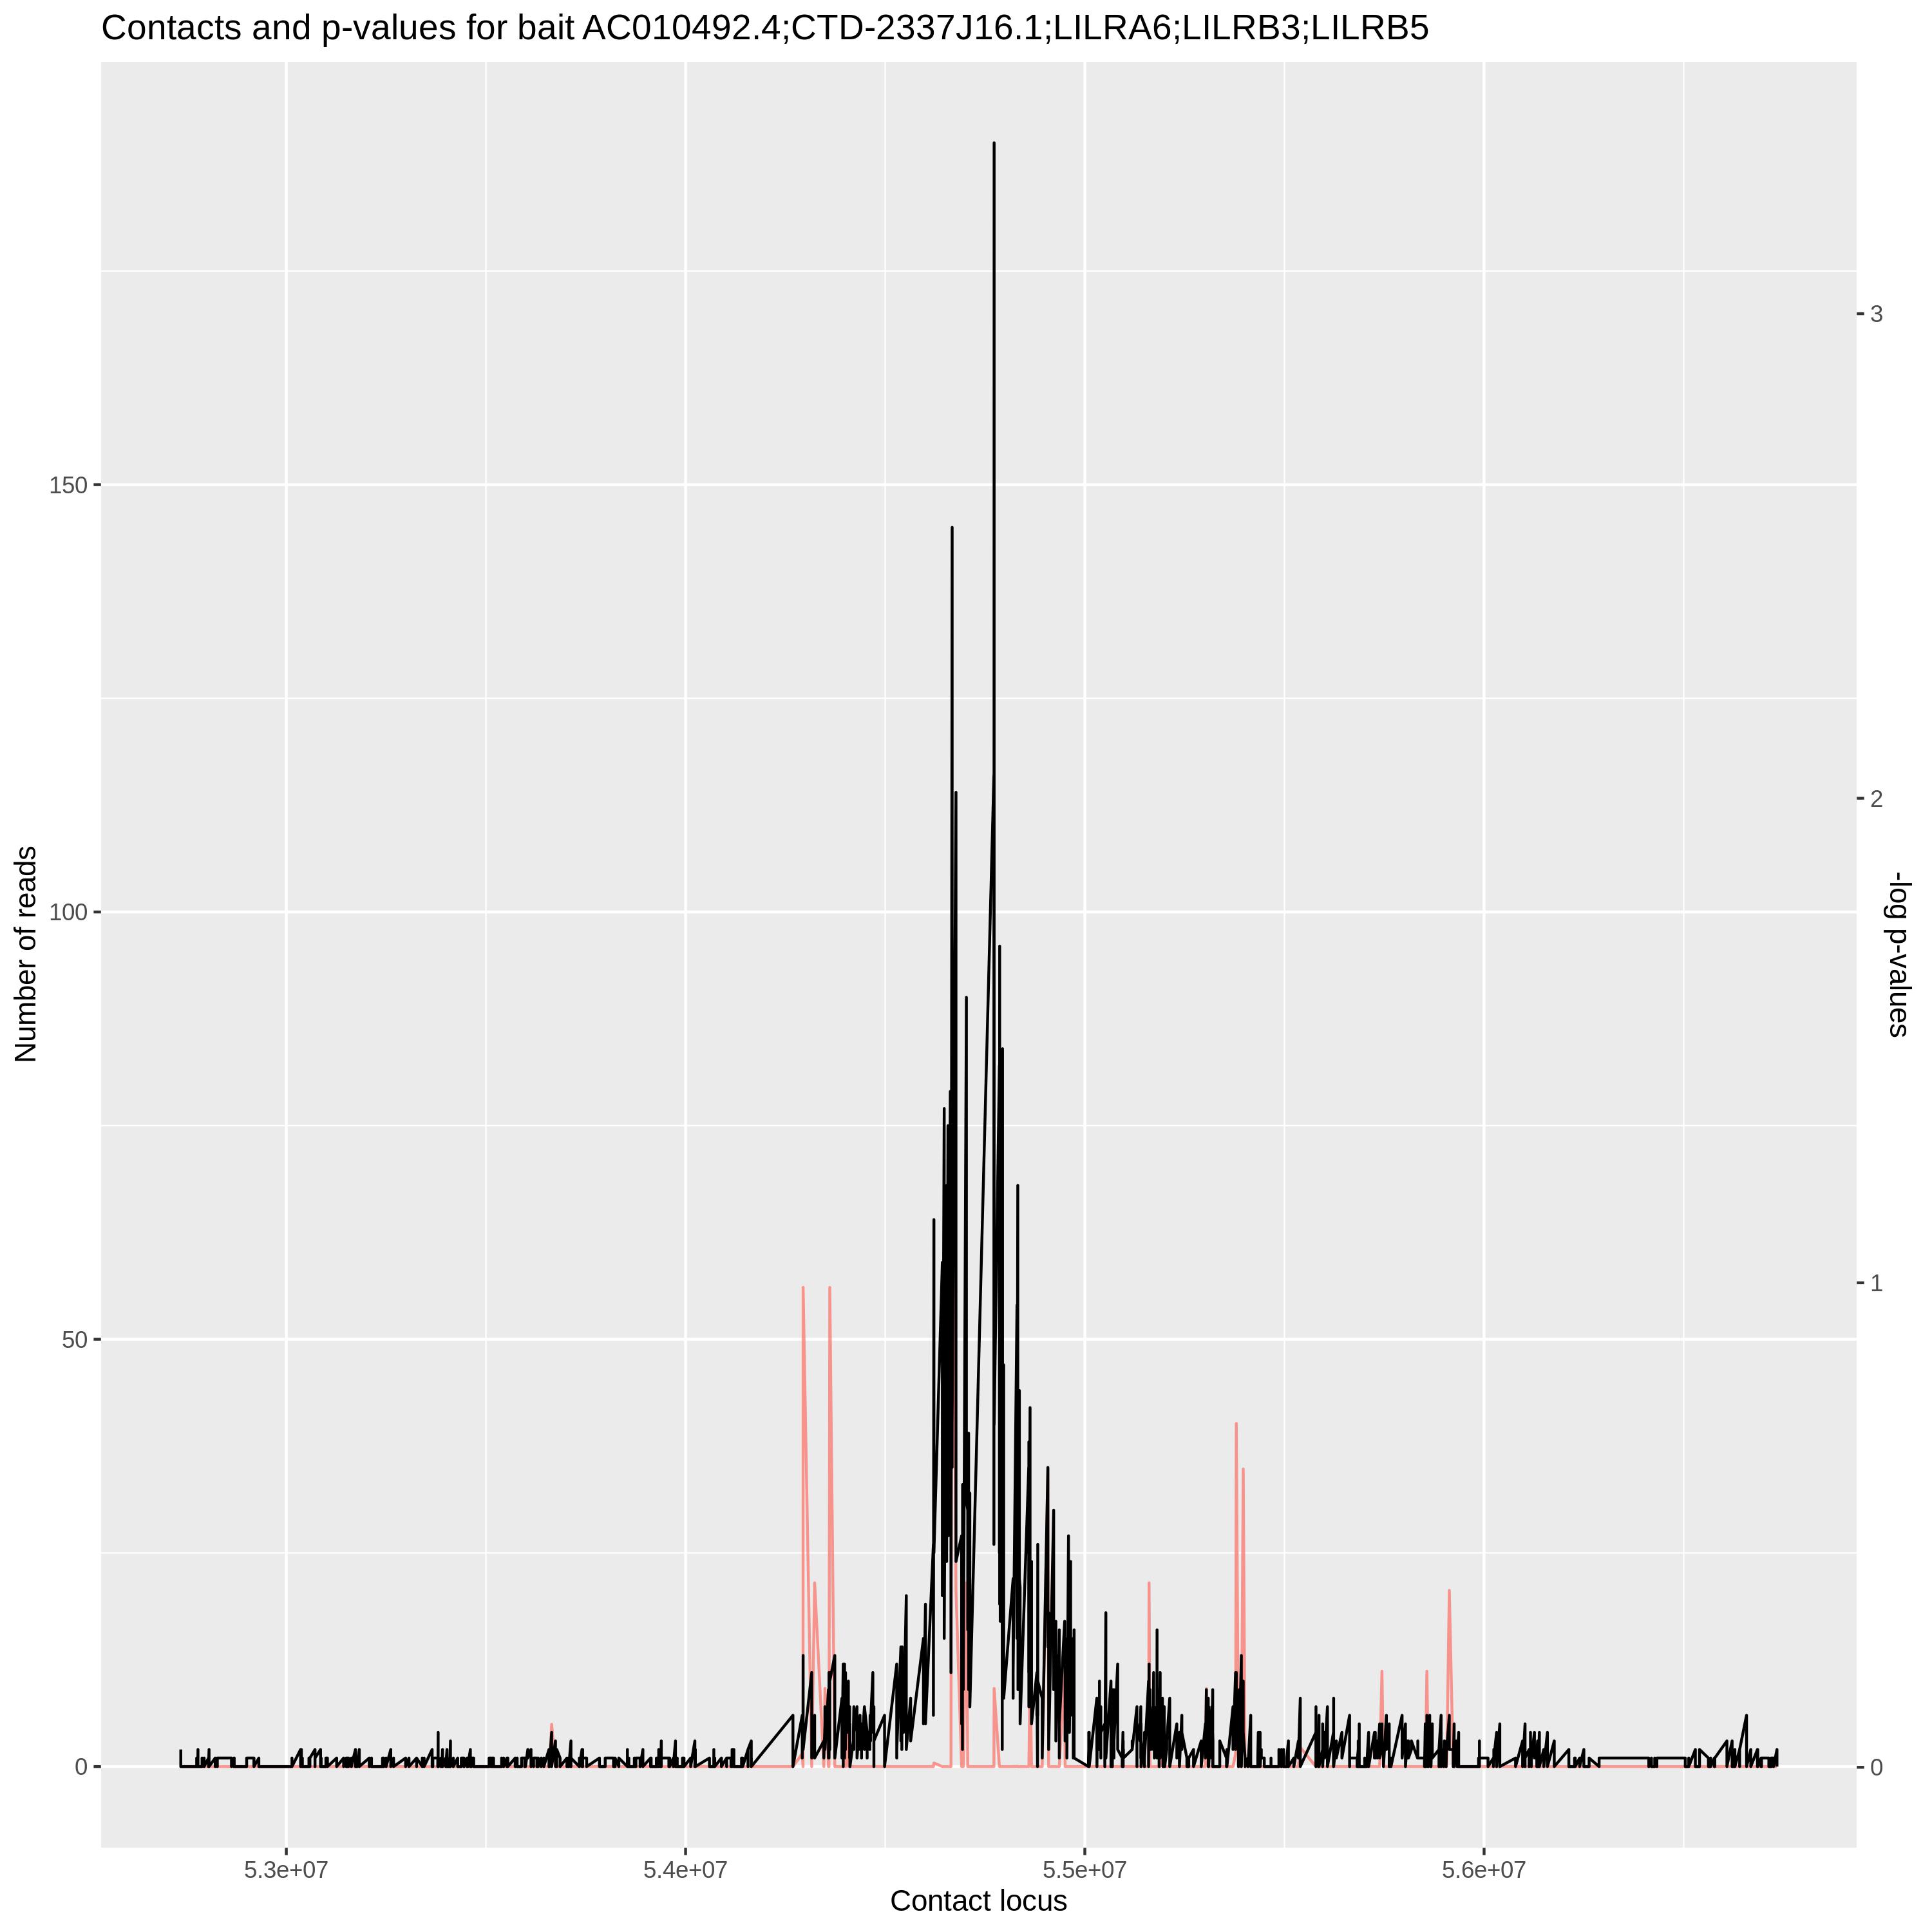 Contacts and p-values for bait AC010492.4;CTD-2337J16.1;LILRA6;LILRB3;LILRB5
Number of reads
150
100
50
0
3
2
1
0
-log p-values
5.3e+07
5.4e+07
5.5e+07
5.6e+07
Contact locus